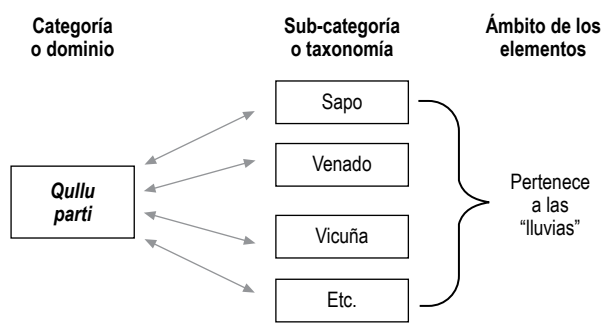 Categoría
o dominio
Sub-categoría
o taxonomía
Ámbito de los
elementos
Qullu
parti
Sapo
Venado
Vicuña
Etc.
Pertenece
a las
“lluvias”